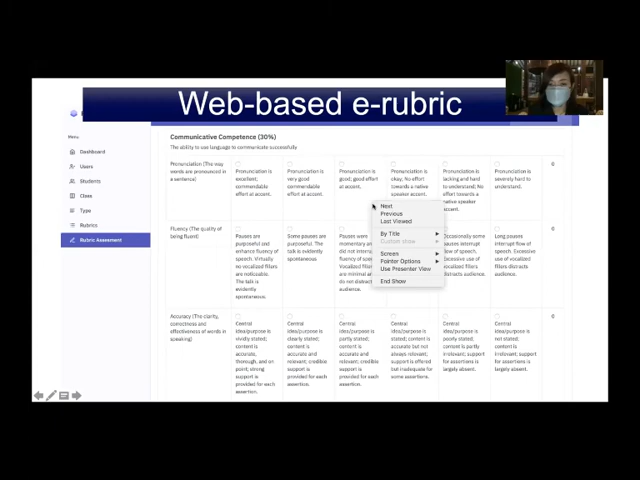 Web-based e-rubric
Menu
Dashboard
Users
Students
Class
Type
Rubrics
Rubric Assessment
Communicative Competence (30%)
The ability to use language to communicate successfully
Pronunciation (The way
words are pronounced in
a sentence)
Pronunciation is
excellent;
commendable
effort at accent.
Pronunciation is
very good
commendable
effort at accent.
Pronunciation is
good; good effort
at accent.
Pronunciation is
okay; No effort
towards a native
speaker accent.
Pronunciation is
lacking and hard
to understand; No
effort towards a
native speaker
accent.
Pronunciation is
severely hard to
understand.
0
Fluency (The quality of
being fluent)
Pauses are
purposeful and
enhance fluency of
speech. Virtually
no vocalized fillers
are noticeable.
The talk is
evidently
spontaneous
Some pauses are
purposeful. The
talk is evidently
spontaneous
Pauses were
momentary
did not
fluency of
speech.
fillers
are minimal
distract the
audience.
Occasionally some
pauses interrupt
flow of speech.
Excessive use of
vocalized fillers
distracts
audience.
Long pauses
interrupt flow of
speech. Excessive
use of vocalized
fillers distracts
audience.
0
Accuracy (The clarity,
correctness and
effectiveness of words in
speaking)
Central
idea/purpose is
vividly stated;
content is
accurate,
thorough, and on
point; strong
support is
provided for each
assertion.
Central
idea/purpose is
clearly stated;
content is
accurate and
relevant; credible
support is
provided for each
assertion.
Central
idea/purpose is
partly stated;
content is
accurate and
relevant; credible
support is
provided for each
assertion.
Central
idea/purpose is
stated; content is
accurate but not
always relevant;
support is offered
but inadequate for
some assertions.
Central
idea/purpose is
poorly stated;
content is partly
irrelevant; support
for assertions is
largely absent.
Central
idea/purpose is
not stated;
content is
irrelevant;
support for
assertions is
largely absent.
0
Next
Previous
Last Viewed
By Title
Custom show
Screen
Pointer Options
Use Presenter View
End Show